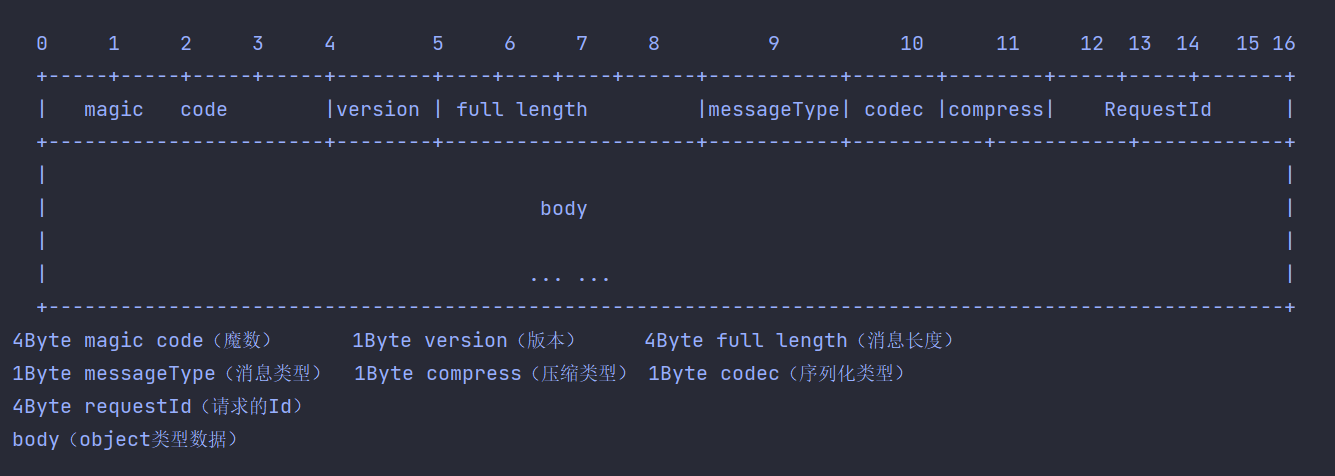 0     1     2     3     4        5     6     7     8         9          10      11     12  13  14   15 16
+-----+-----+-----+-----+--------+----+----+----+------+-----------+-------+--------+-----+---+-----+-------+
|   magic   code        |version | full length         |messageType| codec |compress|    RequestId      |
+-----------------------+--------+---------------------+-----------+-----------+-----------+------------+
|                                                                                                       |
|                                         body                                                          |
|                                                                                                       |
|                                        ... ...                                                        |
+-------------------------------------------------------------------------------------------------------+
4Byte magic code（魔数）      1Byte version（版本）     4Byte full length（消息长度）
1Byte messageType（消息类型）  1Byte compress（压缩类型） 1Byte codec（序列化类型）
4Byte requestId（请求的Id）
body（object类型数据）